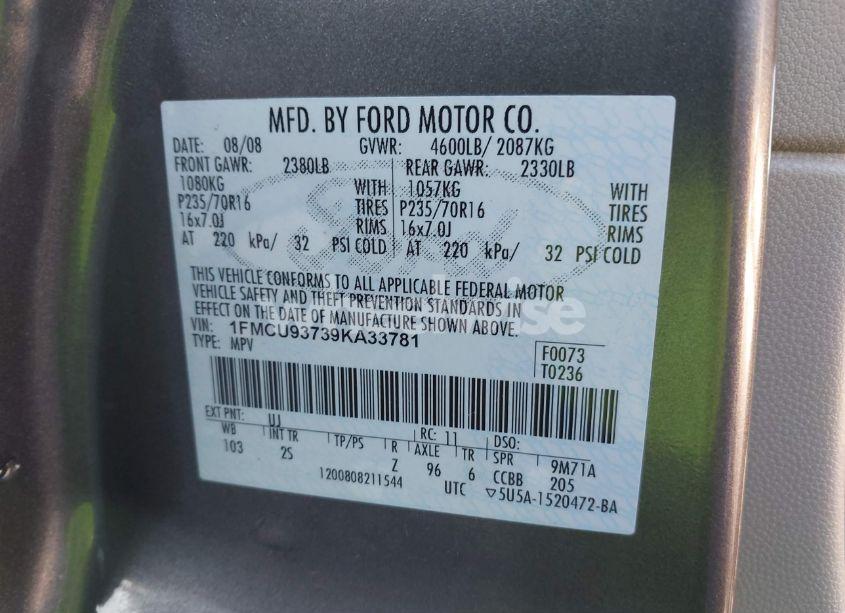 MFD. BY FORD MOTOR CO.
DATE: 08/08 GVWR: 4600LB/ 2087KG
FRONT GAWR: 2380LB REAR GAWR: 2330LB
1080KG WITH 1057KG WITH
P235/70R16 TIRES P235/70R16 TIRES
16x7.0J RIMS 16x7.0J RIMS
AT 220 kPa/ 32 PSI COLD AT 220 kPa/ 32 PSI COLD
THIS VEHICLE CONFORMS TO ALL APPLICABLE FEDERAL MOTOR
VEHICLE SAFETY AND THEFT PREVENTION STANDARDS IN
EFFECT ON THE DATE OF MANUFACTURE SHOWN ABOVE.
VIN: 1FMCU93739KA33781
TYPE: MPV
F0073
T0236
EXT PNT: UJ RC: 11 DSO:
WB INT TR TP/PS R AXLE TR SPR 9M71A
103 2S Z 96 6 CCBB 205
1200808211544 UTC ▽5U5A-1520472-BA